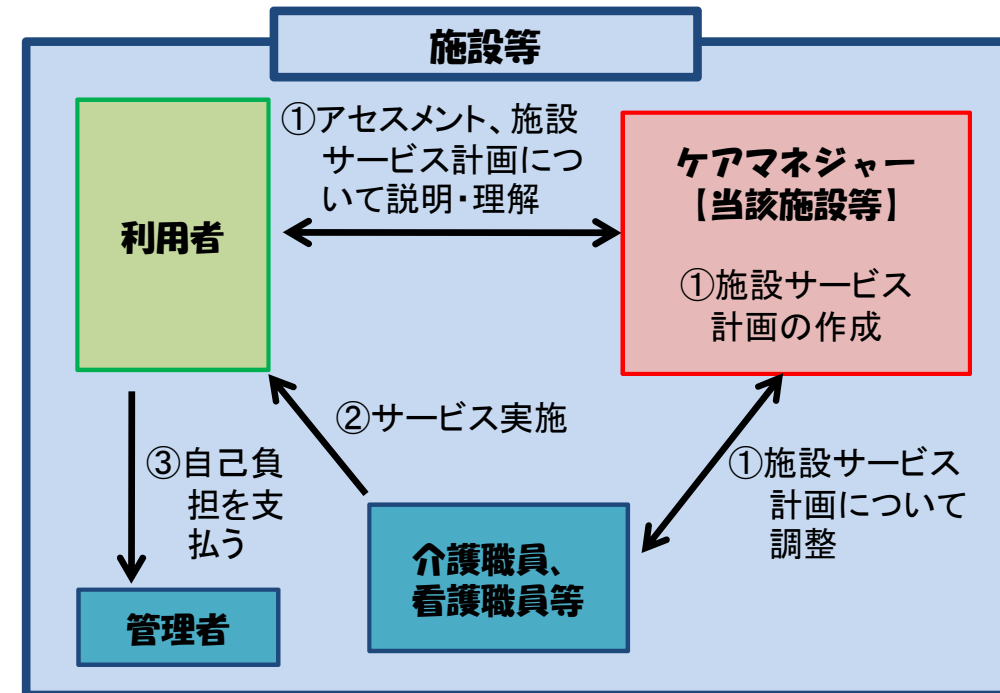 施設等
①アセスメント、施設
サービス計画につ
いて説明・理解
利用者
ケアマネジャー
【当該施設等】
①施設サービス
計画の作成
②サービス実施
③自己負
担を支
払う
①施設サービス
計画について
調整
介護職員、
看護職員等
管理者